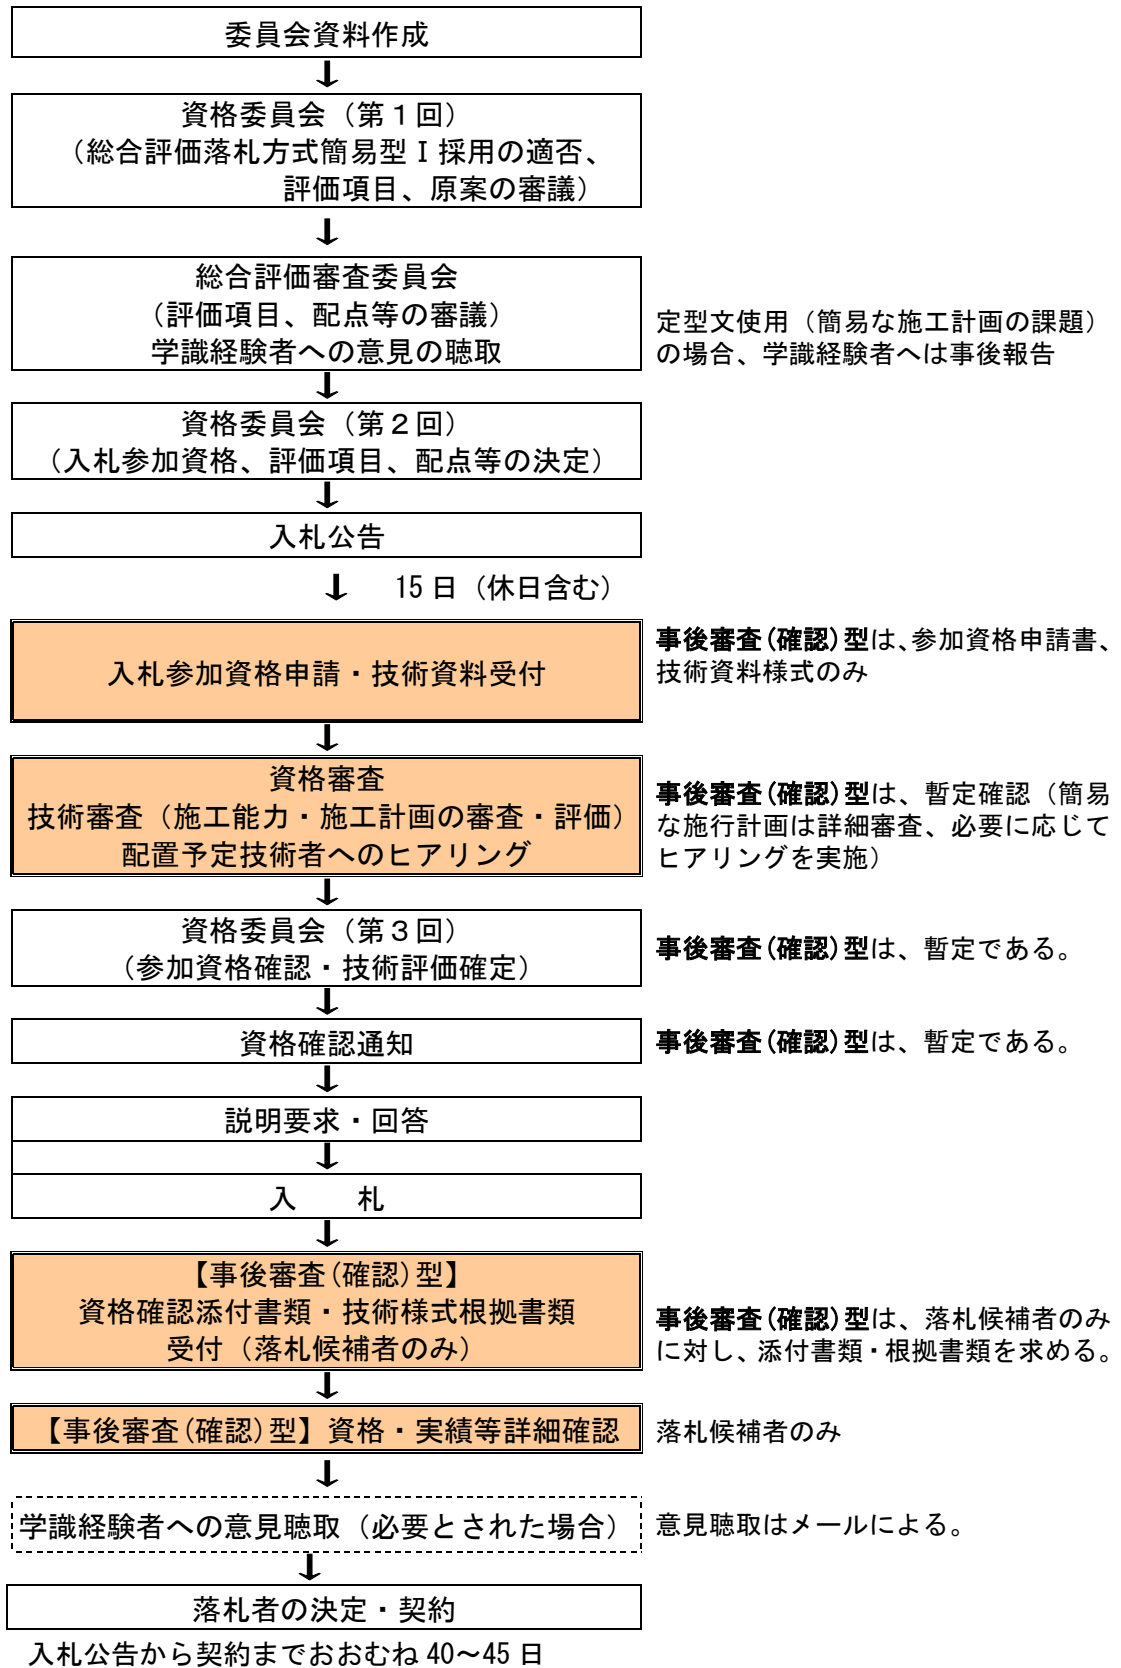 委員会資料作成
↓
資格委員会（第１回）
（総合評価落札方式簡易型Ⅰ採用の適否、
評価項目、原案の審議）
↓
総合評価審査委員会
（評価項目、配点等の審議）
学識経験者への意見の聴取
定型文使用（簡易な施工計画の課題）
の場合、学識経験者へは事後報告
↓
資格委員会（第２回）
（入札参加資格、評価項目、配点等の決定）
↓
入札公告
↓ 15日（休日含む）
入札参加資格申請・技術資料受付
事後審査(確認)型は、参加資格申請書、
技術資料様式のみ
↓
資格審査
技術審査（施工能力・施工計画の審査・評価）
配置予定技術者へのヒアリング
事後審査(確認)型は、暫定確認（簡易
な施行計画は詳細審査、必要に応じて
ヒアリングを実施）
↓
資格委員会（第３回）
（参加資格確認・技術評価確定）
事後審査(確認)型は、暫定である。
↓
資格確認通知
事後審査(確認)型は、暫定である。
↓
説明要求・回答
↓
入　　札
↓
【事後審査(確認)型】
資格確認添付書類・技術様式根拠書類
受付（落札候補者のみ）
事後審査(確認)型は、落札候補者のみ
に対し、添付書類・根拠書類を求める。
↓
【事後審査(確認)型】資格・実績等詳細確認
落札候補者のみ
↓
学識経験者への意見聴取（必要とされた場合）
意見聴取はメールによる。
↓
落札者の決定・契約
入札公告から契約までおおむね40～45日